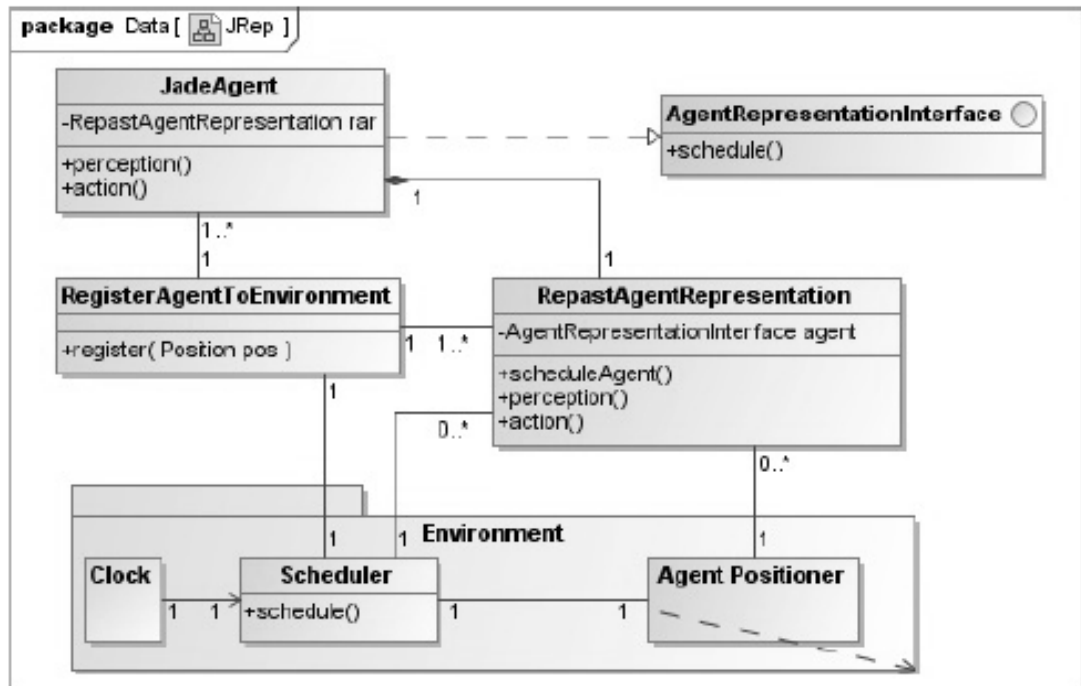 package Data [ JRep ]
JadeAgent
-RepastAgentRepresentation rar
+perception()
+action()
AgentRepresentationInterface
+schedule()
1
1..*
1
1
RegisterAgentToEnvironment
+register( Position pos )
RepastAgentRepresentation
-AgentRepresentationInterface agent
+scheduleAgent()
+perception()
+action()
1 1..*
1
0..*
0..*
1 1 1
Environment
Clock
Scheduler
+schedule()
Agent Positioner
1 1
1 1